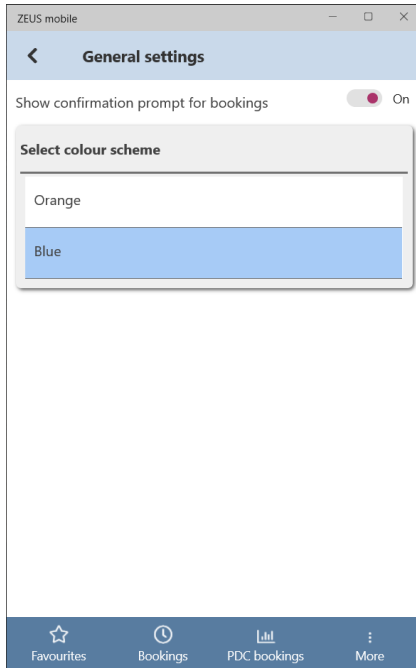 ZEUS mobile
General settings
Show confirmation prompt for bookings On
Select colour scheme
Orange
Blue
Favourites Bookings PDC bookings More